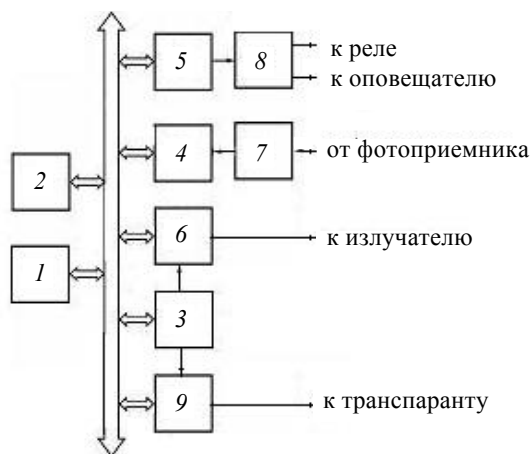 5
8
к реле
к оповещателю
4
7
от фотоприемника
2
6
к излучателю
1
3
9
к транспаранту